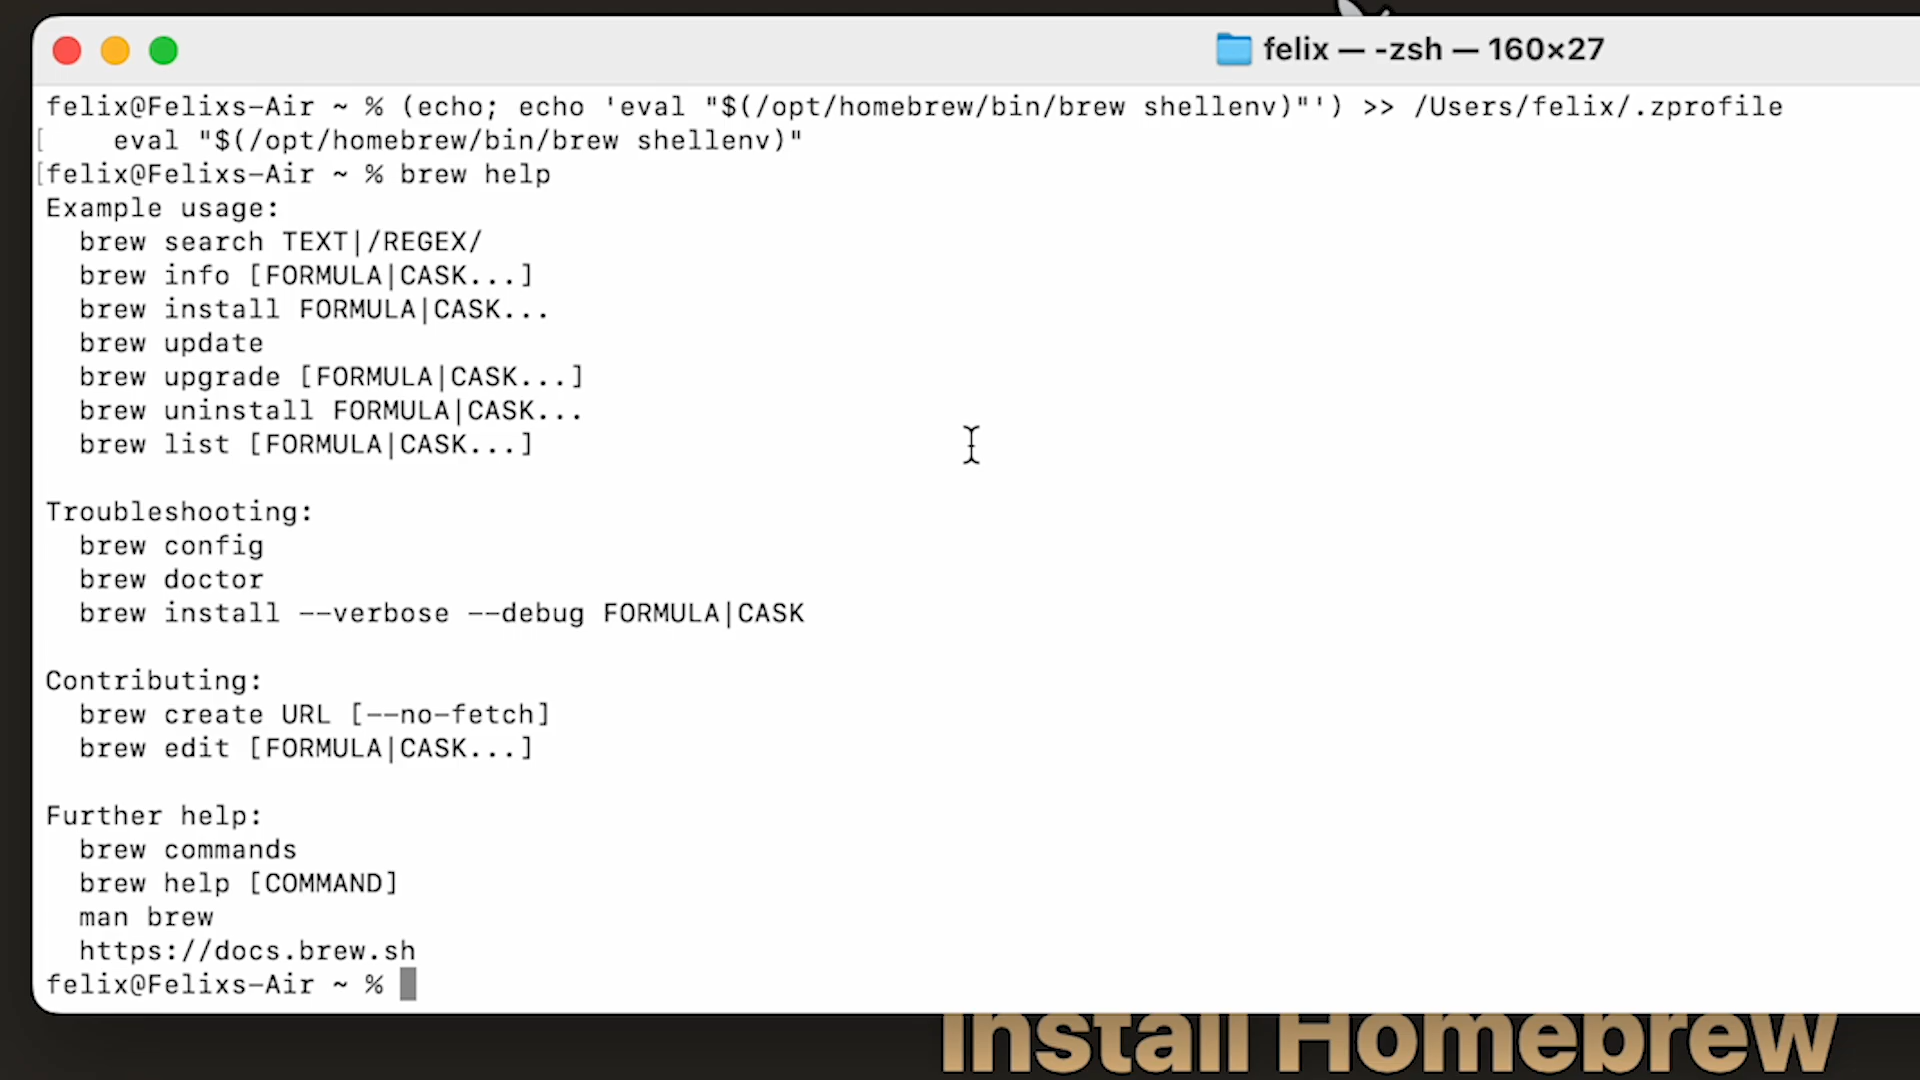 felix — -zsh — 160×27
felix@Felixs-Air ~ % (echo; echo 'eval "$(/opt/homebrew/bin/brew shellenv)"') >> /Users/felix/.zprofile
[    eval "$(/opt/homebrew/bin/brew shellenv)"
[felix@Felixs-Air ~ % brew help
Example usage:
  brew search TEXT|/REGEX/
  brew info [FORMULA|CASK...]
  brew install FORMULA|CASK...
  brew update
  brew upgrade [FORMULA|CASK...]
  brew uninstall FORMULA|CASK...
  brew list [FORMULA|CASK...]

Troubleshooting:
  brew config
  brew doctor
  brew install --verbose --debug FORMULA|CASK

Contributing:
  brew create URL [--no-fetch]
  brew edit [FORMULA|CASK...]

Further help:
  brew commands
  brew help [COMMAND]
  man brew
  https://docs.brew.sh
felix@Felixs-Air ~ %
Install Homebrew